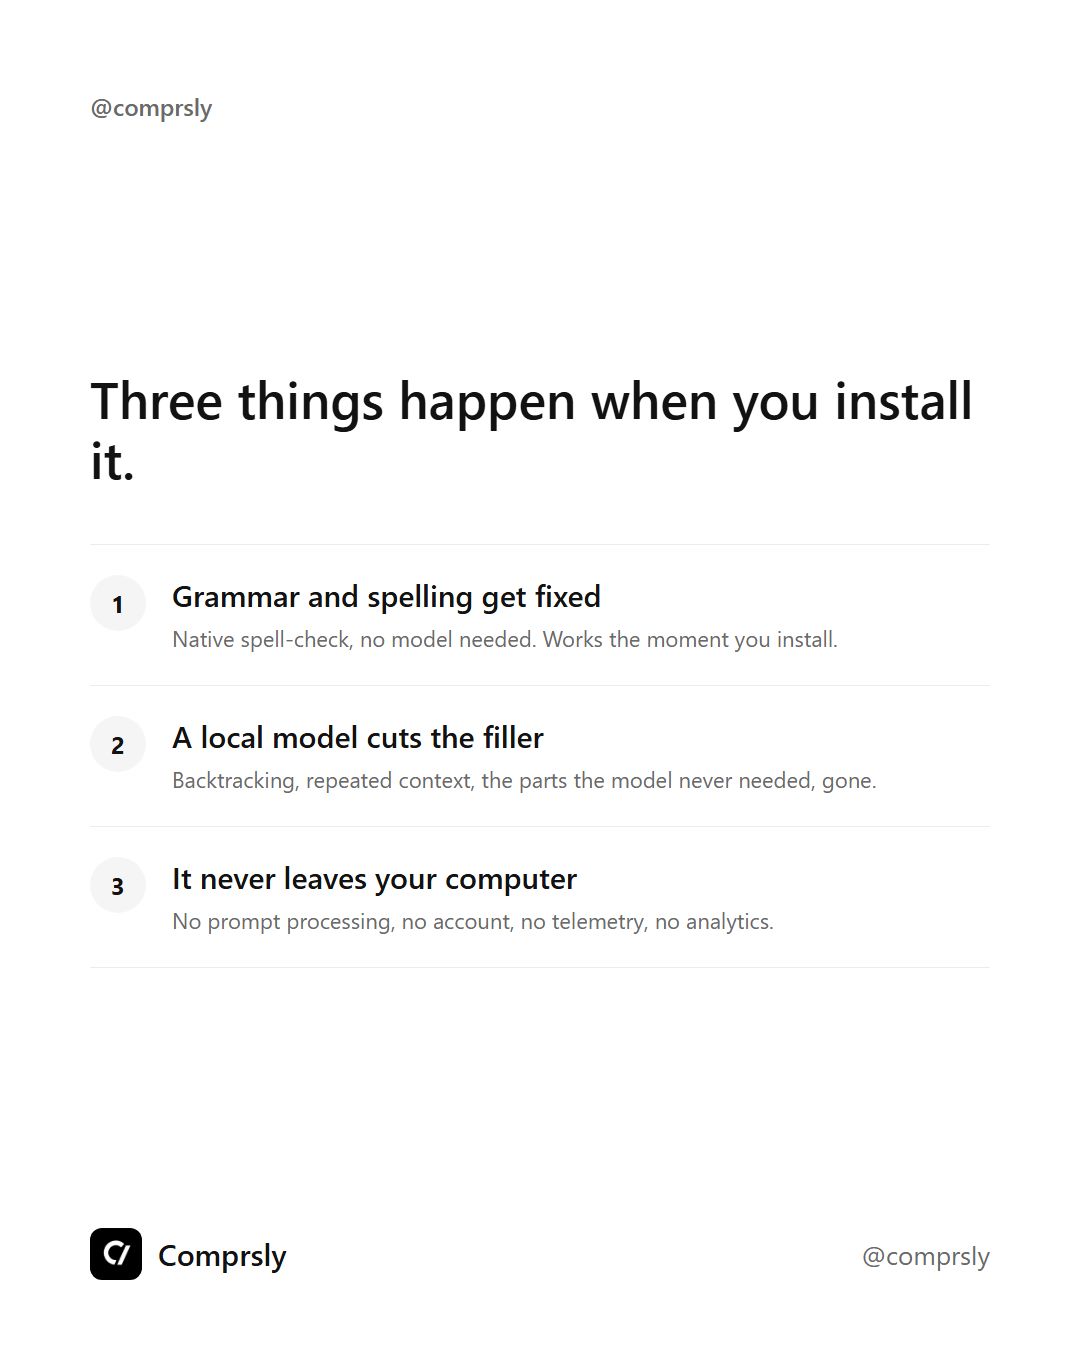 @comprsly
Three things happen when you install
it.
1
Grammar and spelling get fixed
Native spell-check, no model needed. Works the moment you install.
2
A local model cuts the filler
Backtracking, repeated context, the parts the model never needed, gone.
3
It never leaves your computer
No prompt processing, no account, no telemetry, no analytics.
Comprsly
@comprsly